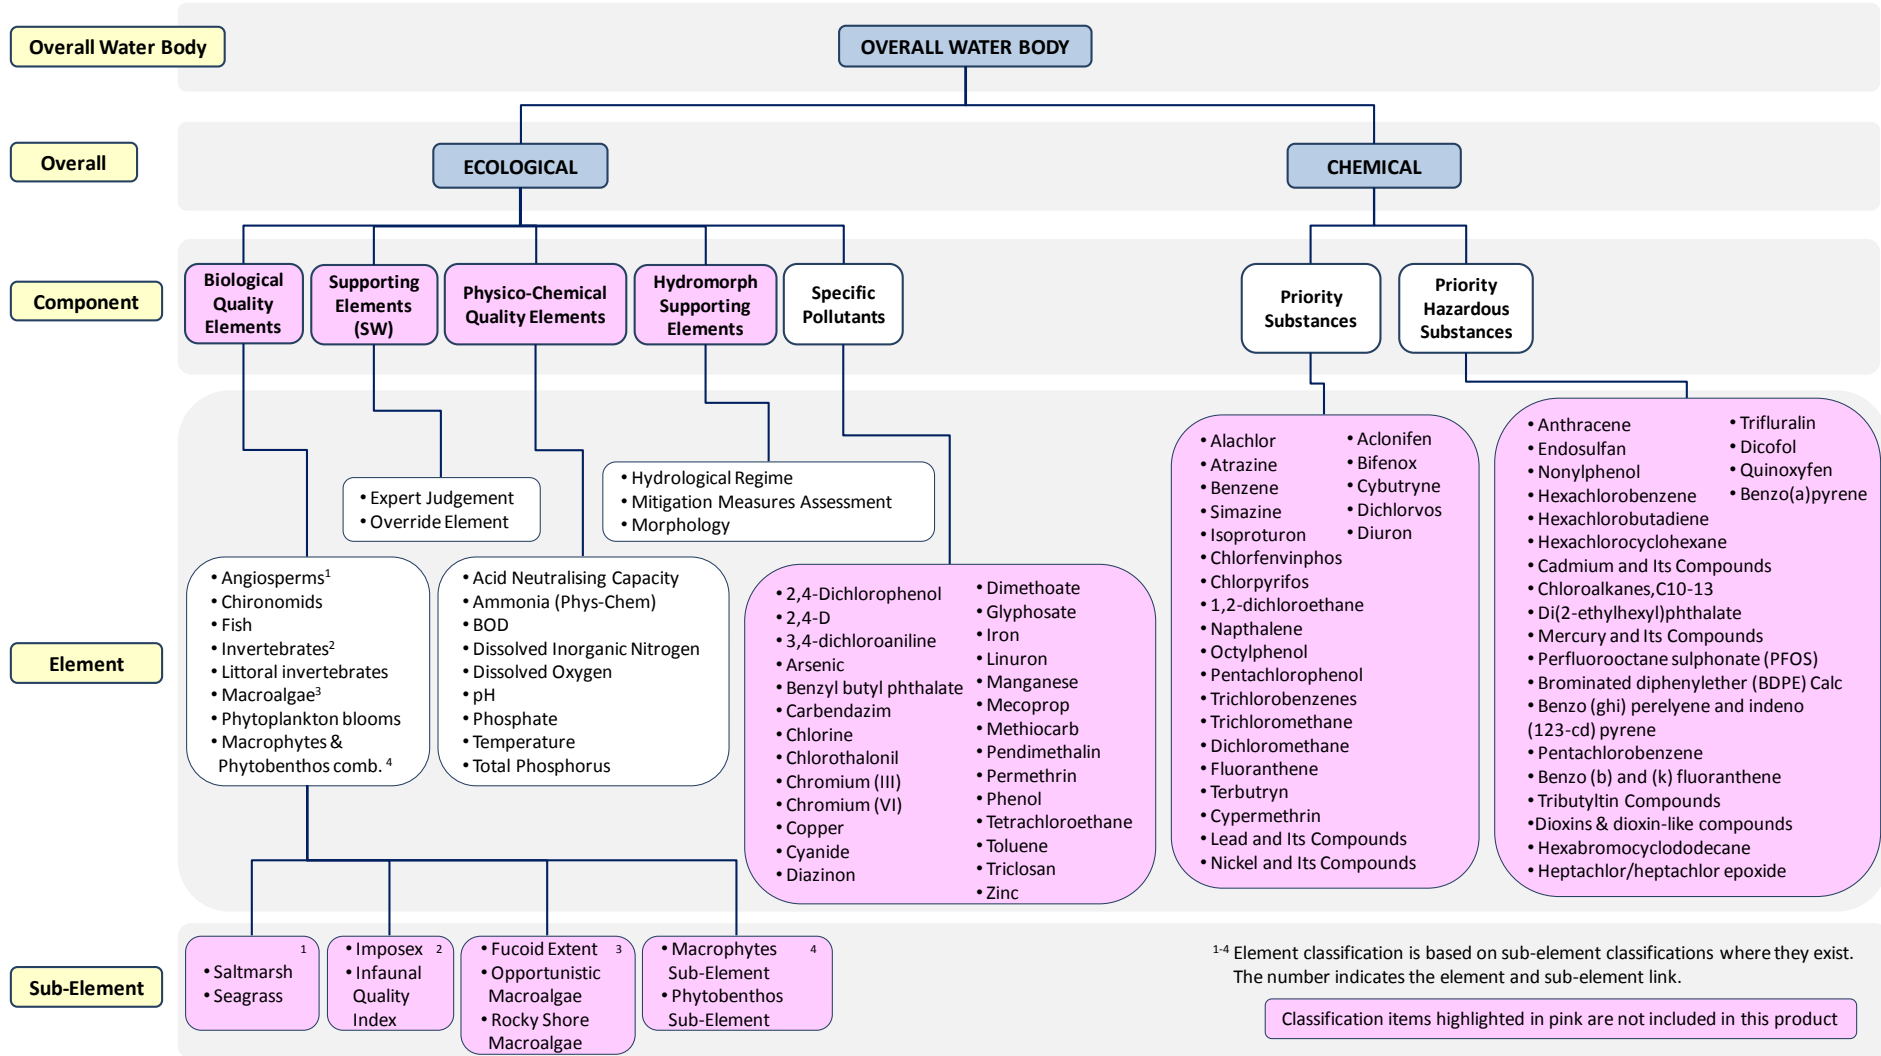 Overall Water Body
OVERALL WATER BODY
Overall
ECOLOGICAL
CHEMICAL
Component
Biological
Quality
Elements
Supporting
Elements
(SW)
Physico-Chemical
Quality Elements
Hydromorph
Supporting
Elements
Specific
Pollutants
Priority
Substances
Priority
Hazardous
Substances
Element
• Expert Judgement
• Override Element
• Hydrological Regime
• Mitigation Measures Assessment
• Morphology
• Angiosperms1
• Chironomids
• Fish
• Invertebrates2
• Littoral invertebrates
• Macroalgae3
• Phytoplankton blooms
• Macrophytes &
Phytobenthos comb. 4
• Acid Neutralising Capacity
• Ammonia (Phys-Chem)
• BOD
• Dissolved Inorganic Nitrogen
• Dissolved Oxygen
• pH
• Phosphate
• Temperature
• Total Phosphorus
• 2,4-Dichlorophenol
• 2,4-D
• 3,4-dichloroaniline
• Arsenic
• Benzyl butyl phthalate
• Carbendazim
• Chlorine
• Chlorothalonil
• Chromium (III)
• Chromium (VI)
• Copper
• Cyanide
• Diazinon
• Dimethoate
• Glyphosate
• Iron
• Linuron
• Manganese
• Mecoprop
• Methiocarb
• Pendimethalin
• Permethrin
• Phenol
• Tetrachloroethane
• Toluene
• Triclosan
• Zinc
• Alachlor
• Atrazine
• Benzene
• Simazine
• Isoproturon
• Chlorfenvinphos
• Chlorpyrifos
• 1,2-dichloroethane
• Napthalene
• Octylphenol
• Pentachlorophenol
• Trichlorobenzenes
• Trichloromethane
• Dichloromethane
• Fluoranthene
• Terbutryn
• Cypermethrin
• Lead and Its Compounds
• Nickel and Its Compounds
• Aclonifen
• Bifenox
• Cybutryne
• Dichlorvos
• Diuron
• Anthracene
• Endosulfan
• Nonylphenol
• Hexachlorobenzene
• Hexachlorobutadiene
• Hexachlorocyclohexane
• Cadmium and Its Compounds
• Chloroalkanes,C10-13
• Di(2-ethylhexyl)phthalate
• Mercury and Its Compounds
• Perfluorooctane sulphonate (PFOS)
• Brominated diphenylether (BDPE) Calc
• Benzo (ghi) perelyene and indeno
(123-cd) pyrene
• Pentachlorobenzene
• Benzo (b) and (k) fluoranthene
• Tributyltin Compounds
•Dioxins & dioxin-like compounds
• Hexabromocyclododecane
• Heptachlor/heptachlor epoxide
• Trifluralin
• Dicofol
• Quinoxyfen
• Benzo(a)pyrene
Sub-Element
1
• Saltmarsh
• Seagrass
• Imposex 2
• Infaunal
Quality
Index
• Fucoid Extent 3
• Opportunistic
Macroalgae
• Rocky Shore
Macroalgae
• Macrophytes 4
Sub-Element
• Phytobenthos
Sub-Element
1-4 Element classification is based on sub-element classifications where they exist.
The number indicates the element and sub-element link.
Classification items highlighted in pink are not included in this product